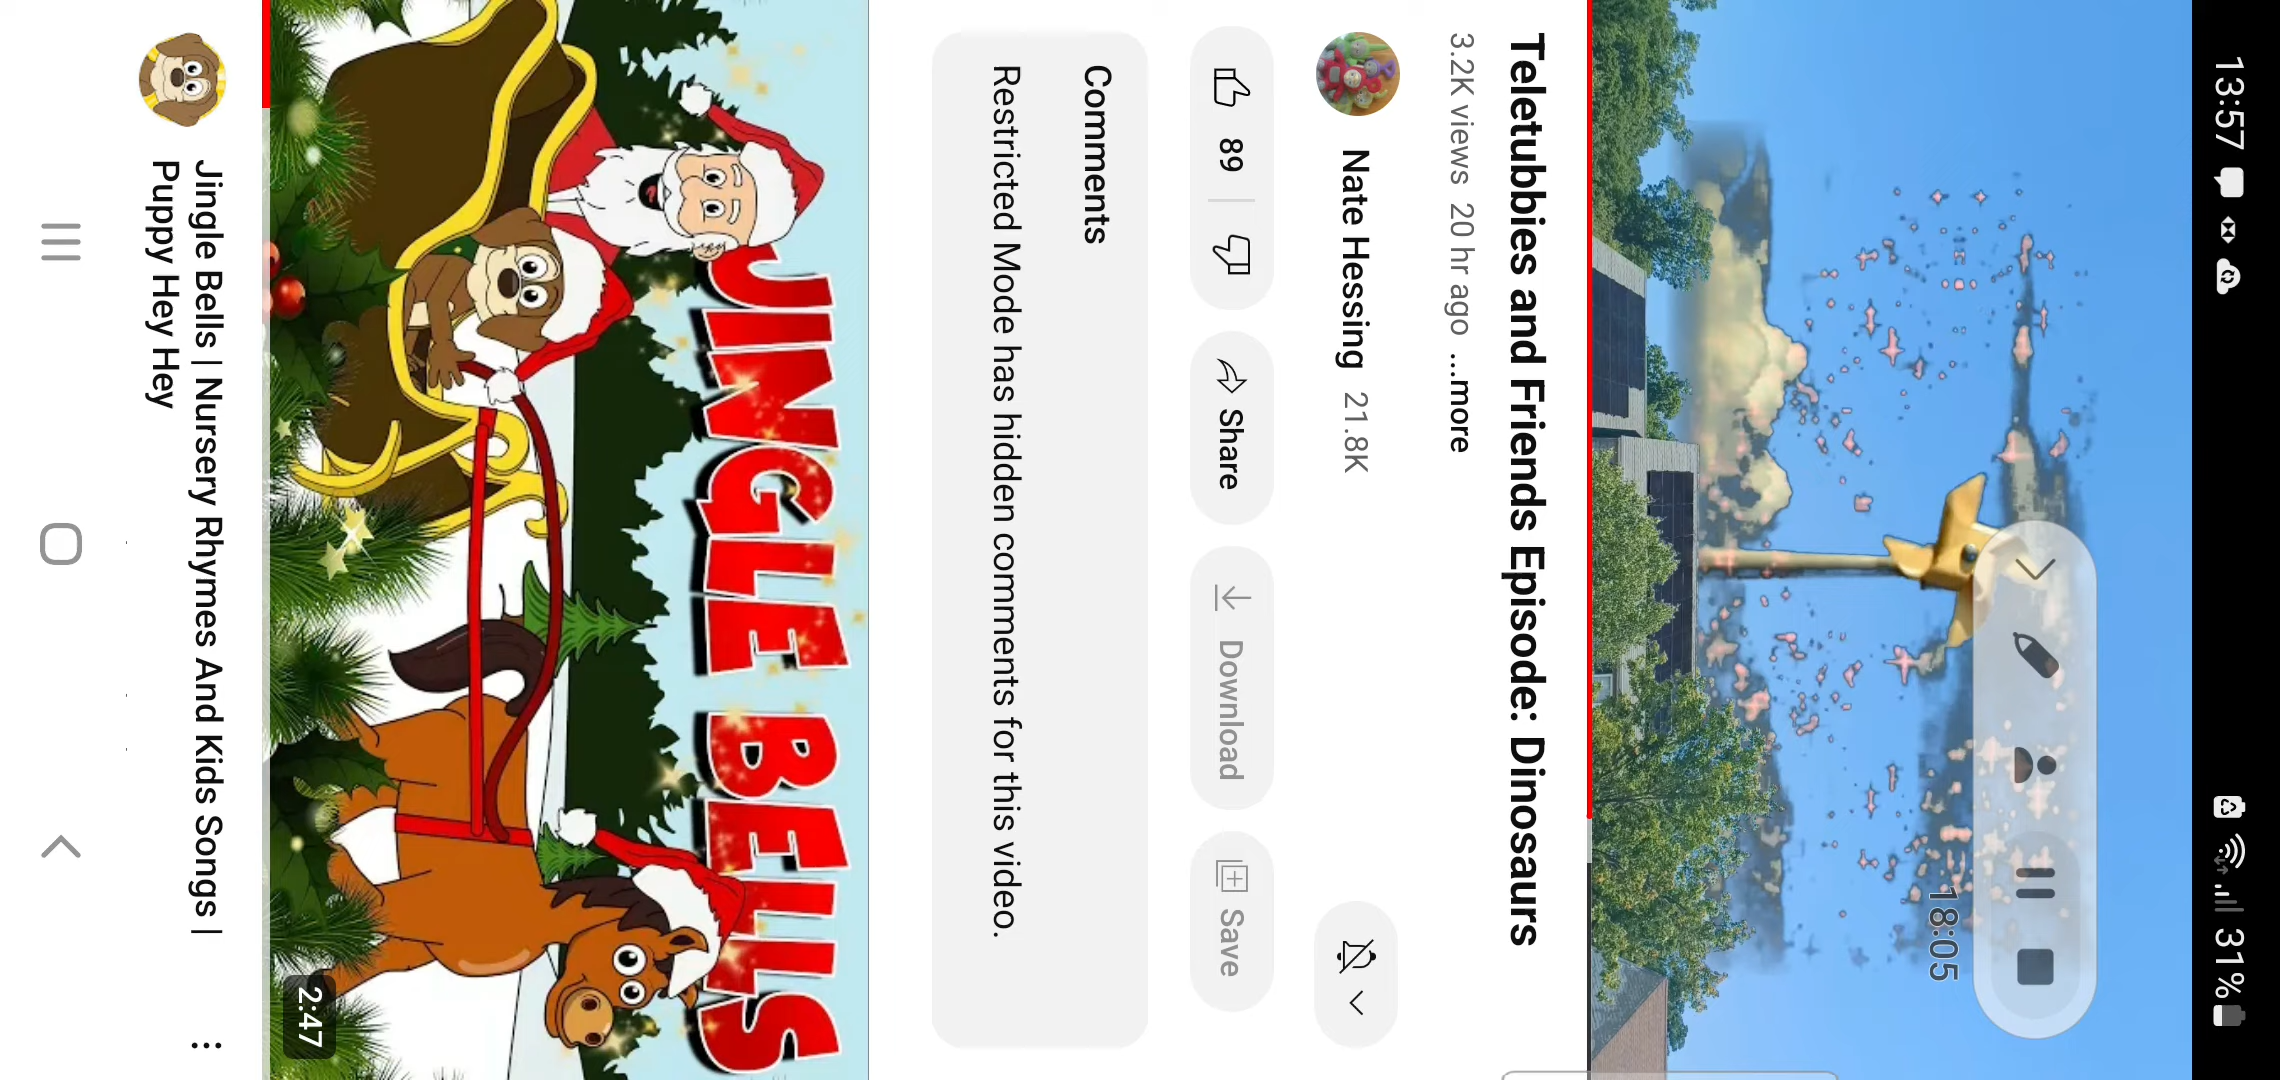 13:57
31%
18:05
Teletubbies and Friends Episode: Dinosaurs
3.2K views 20 hr ago ...more
Nate Hessing 21.8K
89
Share
Download
Save
Comments
Restricted Mode has hidden comments for this video.
JINGLE BELLS
2:47
Jingle Bells | Nursery Rhymes And Kids Songs |
Puppy Hey Hey